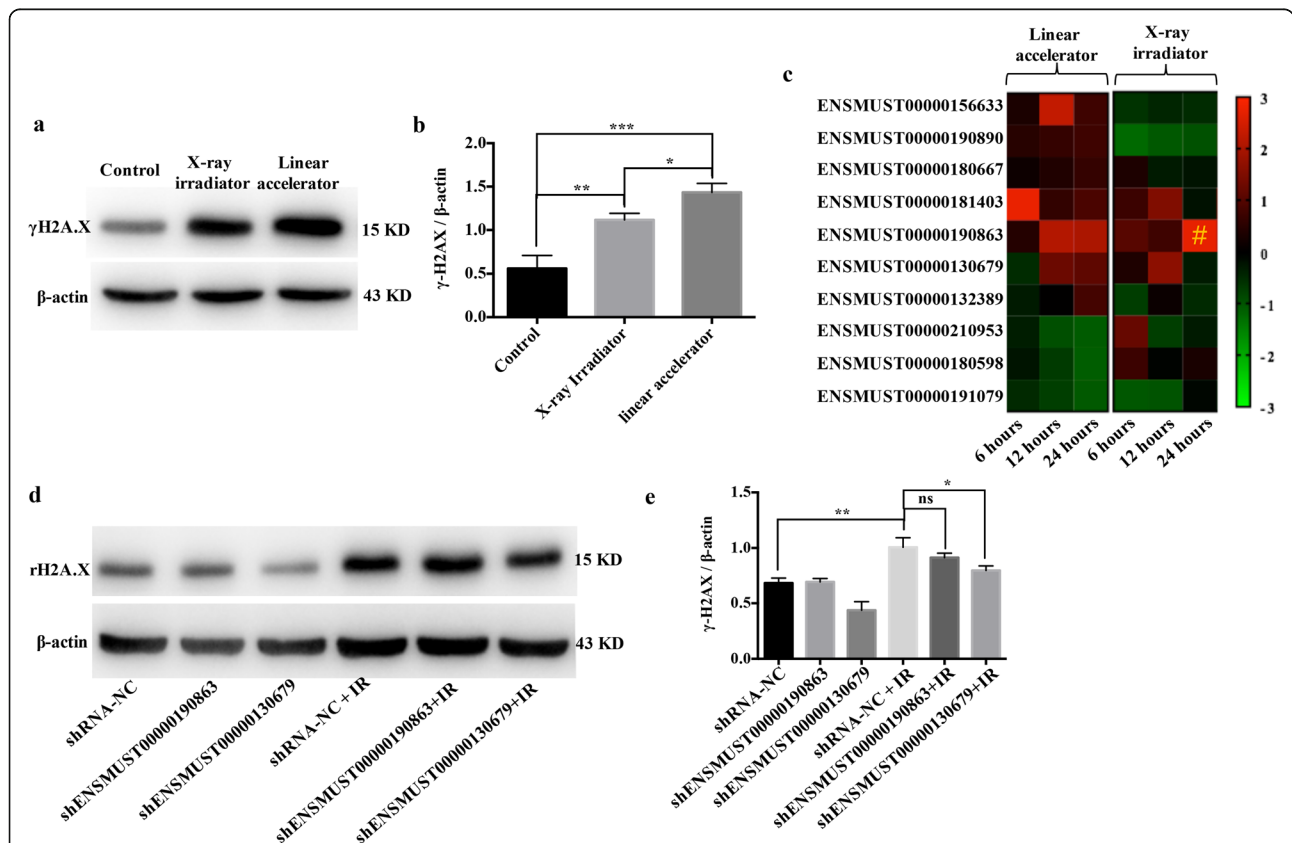 a
Control
X-ray
irradiator
Linear
accelerator
γH2A.X
15 KD
β-actin
43 KD
b
***
**
*
2.0
1.5
1.0
0.5
0.0
γ-H2AX / β-actin
Control
X-ray Irradiator
linear accelerator
c
Linear
accelerator
X-ray
irradiator
ENSMUST00000156633
ENSMUST00000190890
ENSMUST00000180667
ENSMUST00000181403
ENSMUST00000190863
ENSMUST00000130679
ENSMUST00000132389
ENSMUST00000210953
ENSMUST00000180598
ENSMUST00000191079
#
6 hours
12 hours
24 hours
6 hours
12 hours
24 hours
3
2
1
0
-1
-2
-3
d
rH2A.X
15 KD
β-actin
43 KD
shRNA-NC
shENSMUST00000190863
shENSMUST00000130679
shRNA-NC + IR
shENSMUST00000190863+IR
shENSMUST00000130679+IR
e
*
ns
**
1.5
1.0
0.5
0.0
γ-H2AX / β-actin
shRNA-NC
shENSMUST00000190863
shENSMUST00000130679
shRNA-NC + IR
shENSMUST00000190863+IR
shENSMUST00000130679+IR